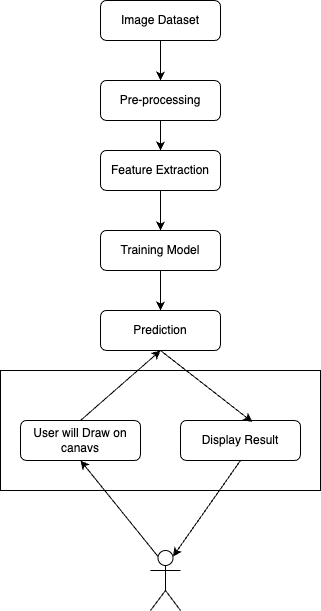 Image Dataset
Pre-processing
Feature Extraction
Training Model
Prediction
User will Draw on
canavs
Display Result